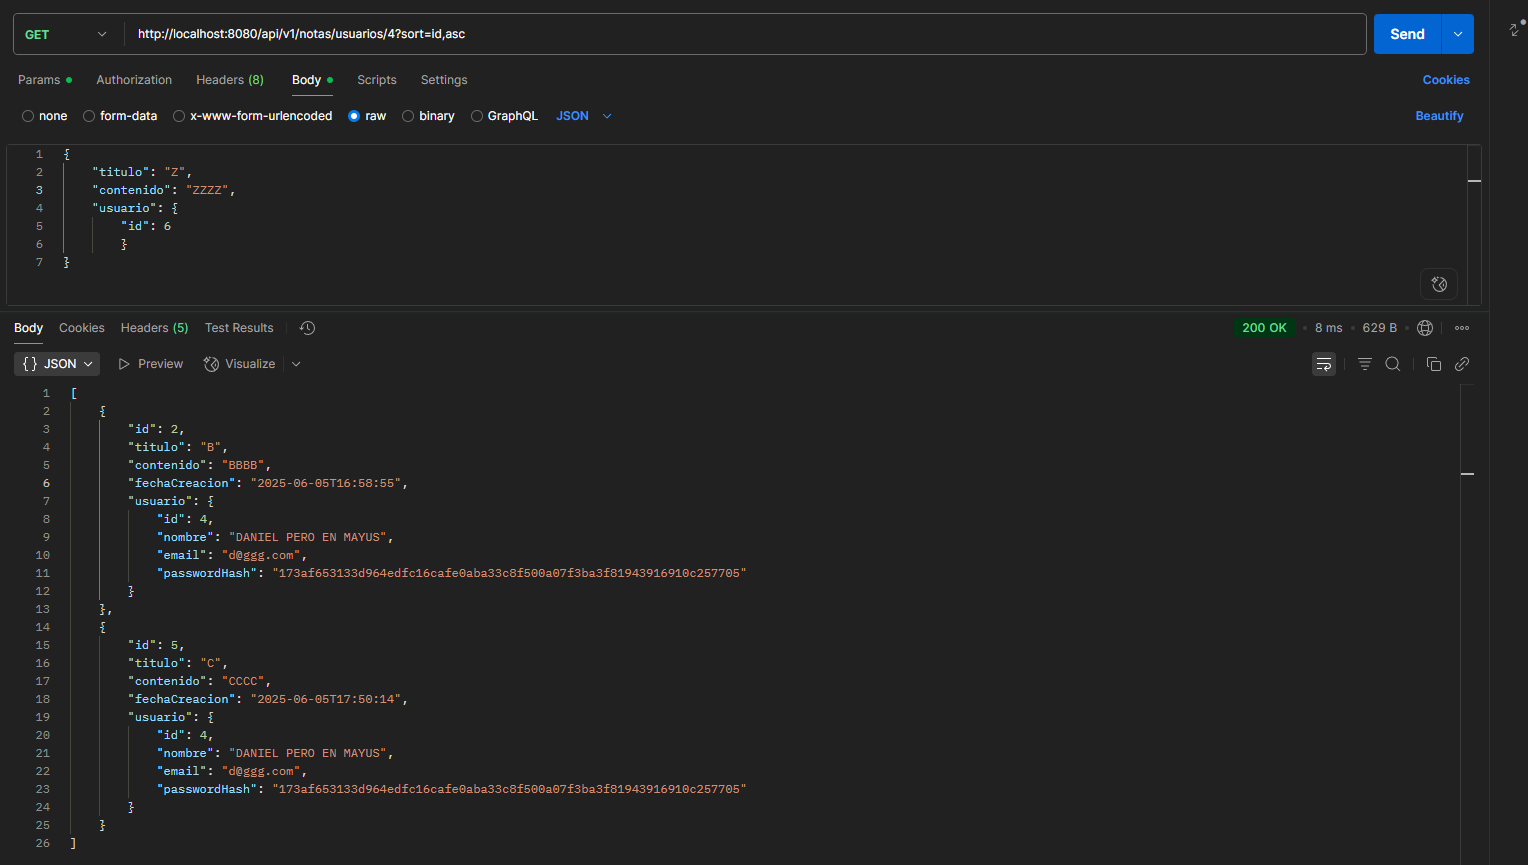 GET http://localhost:8080/api/v1/notas/usuarios/4?sort=id,asc Send
Params Authorization Headers (8) Body Scripts Settings Cookies
none form-data x-www-form-urlencoded raw binary GraphQL JSON Beautify
1 {
2 "titulo": "Z",
3 "contenido": "ZZZZ",
4 "usuario": {
5 "id": 6
6 }
7 }
Body Cookies Headers (5) Test Results 200 OK • 8 ms • 629 B •
{} JSON Preview Visualize
1 [
2 {
3 "id": 2,
4 "titulo": "B",
5 "contenido": "BBBB",
6 "fechaCreacion": "2025-06-05T16:58:55",
7 "usuario": {
8 "id": 4,
9 "nombre": "DANIEL PERO EN MAYUS",
10 "email": "d@ggg.com",
11 "passwordHash": "173af653133d964edfc16cafe0aba33c8f500a07f3ba3f81943916910c257705"
12 }
13 },
14 {
15 "id": 5,
16 "titulo": "C",
17 "contenido": "CCCC",
18 "fechaCreacion": "2025-06-05T17:50:14",
19 "usuario": {
20 "id": 4,
21 "nombre": "DANIEL PERO EN MAYUS",
22 "email": "d@ggg.com",
23 "passwordHash": "173af653133d964edfc16cafe0aba33c8f500a07f3ba3f81943916910c257705"
24 }
25 }
26 ]